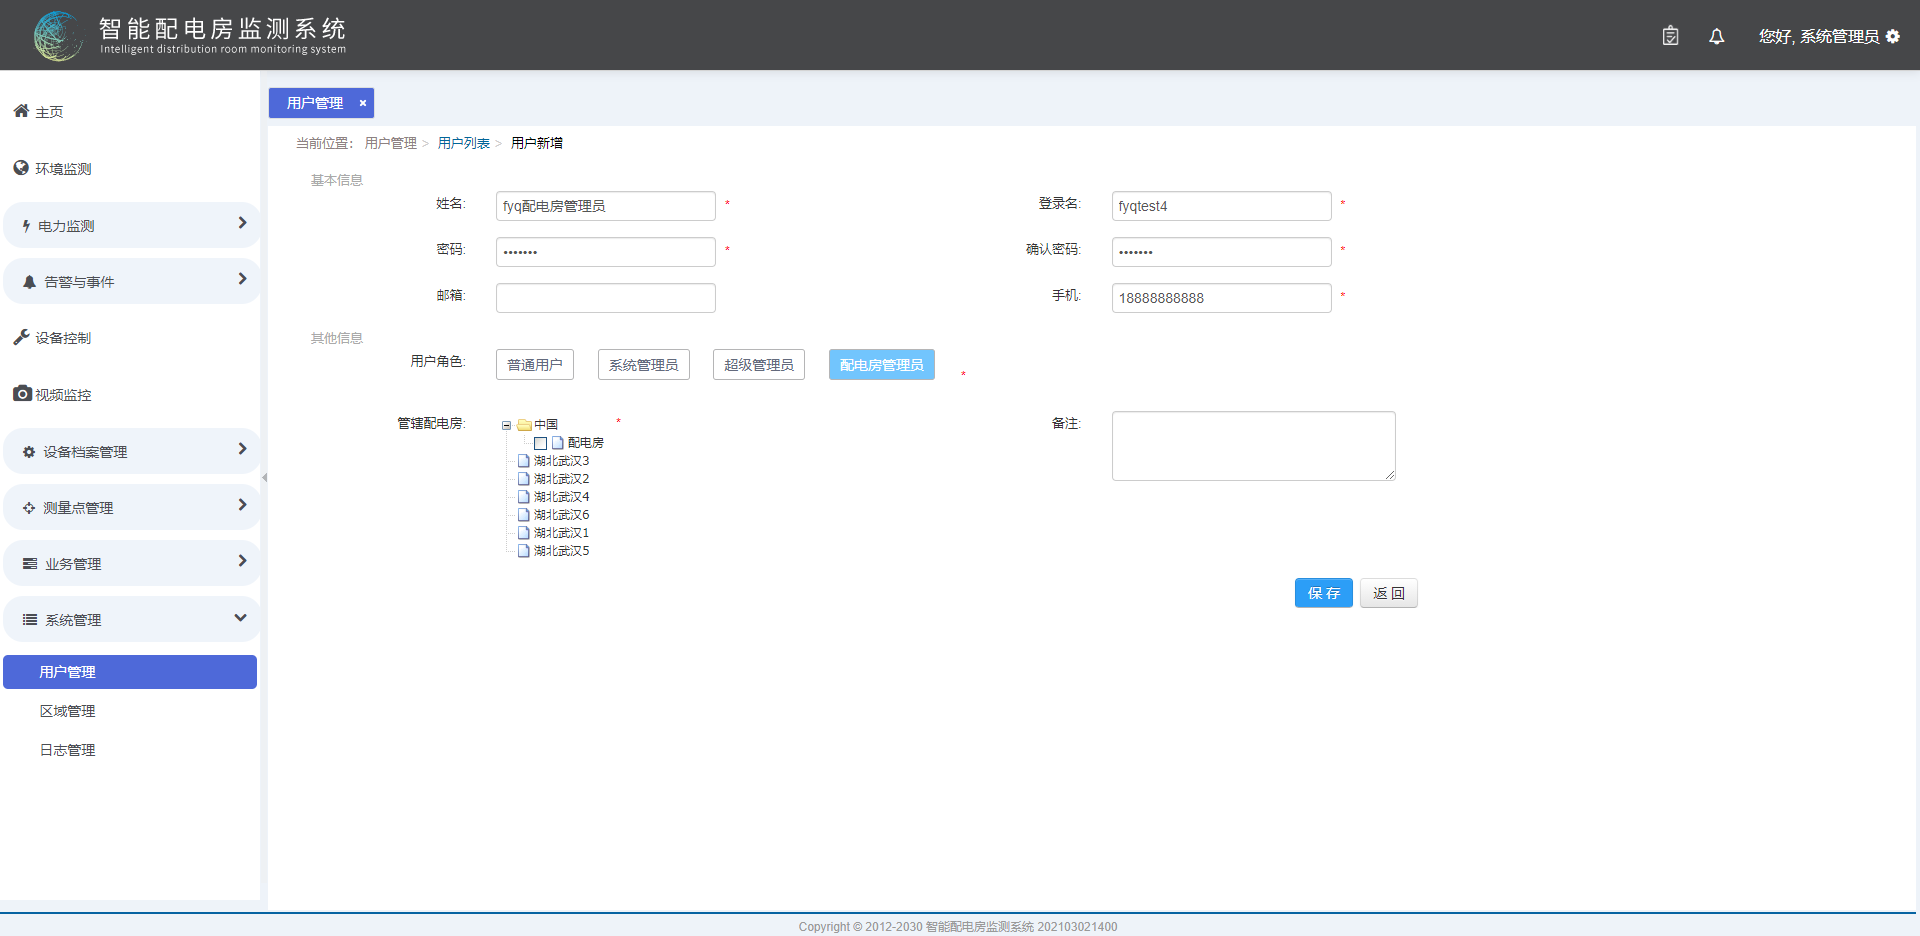 智能配电房监测系统
Intelligent distribution room monitoring system
您好, 系统管理员
主页
环境监测
电力监测
告警与事件
设备控制
视频监控
设备档案管理
测量点管理
业务管理
系统管理
用户管理
区域管理
日志管理
用户管理 ×
当前位置: 用户管理 > 用户列表 > 用户新增
基本信息
姓名: fyq配电房管理员 *
登录名: fyqtest4 *
密码: ••••••• *
确认密码: ••••••• *
邮箱:
手机: 18888888888 *
其他信息
用户角色: 普通用户 系统管理员 超级管理员 配电房管理员 *
管辖配电房: 中国 *
配电房
湖北武汉3
湖北武汉2
湖北武汉4
湖北武汉6
湖北武汉1
湖北武汉5
备注:
保 存 返 回
Copyright © 2012-2030 智能配电房监测系统 202103021400